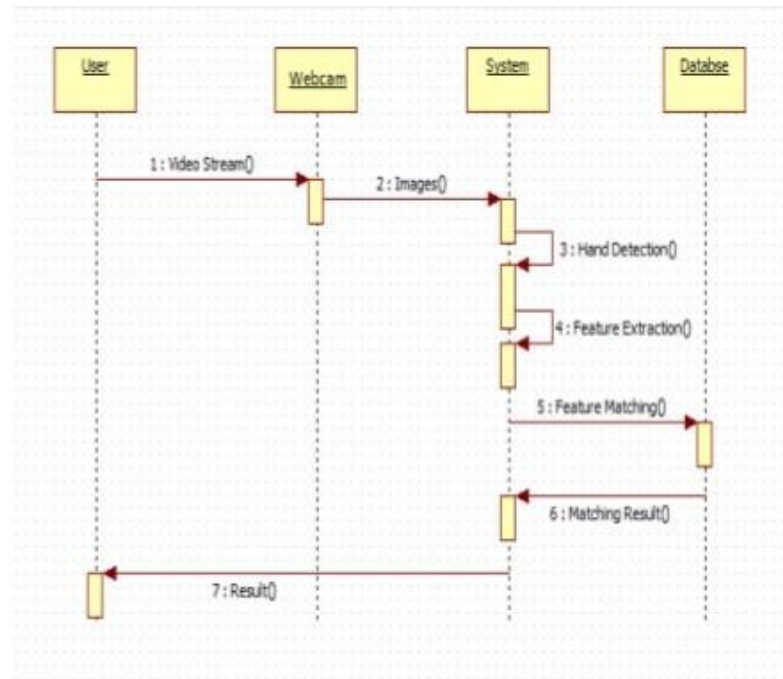 User
Webcam
System
Databse
1 : Video Stream()
2 : Images()
3 : Hand Detection()
4 : Feature Extraction()
5 : Feature Matching()
6 : Matching Result()
7 : Result()